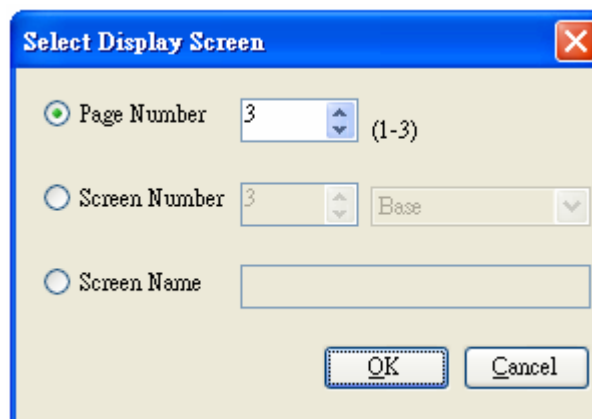 Select Display Screen
Page Number 3 (1-3)
Screen Number 3 Base
Screen Name
OK Cancel